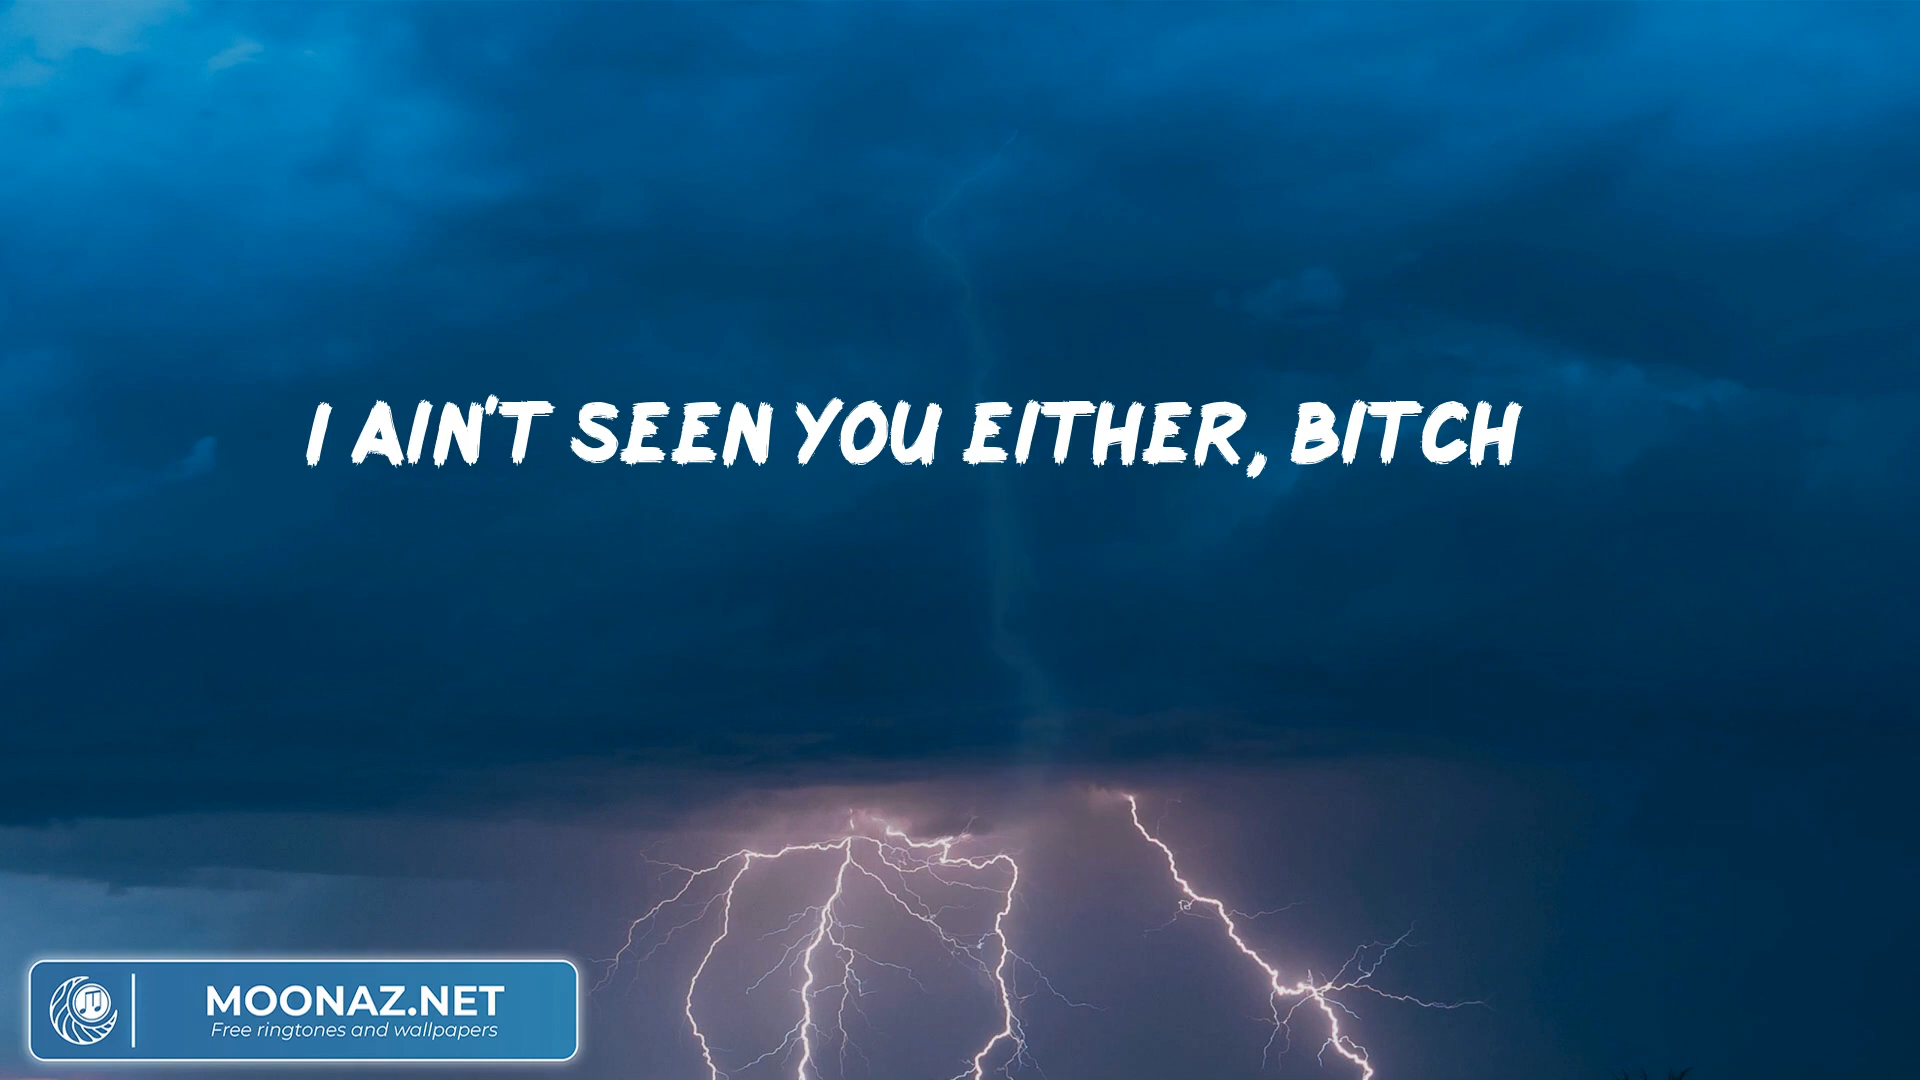 I AIN'T SEEN YOU EITHER, BITCH
MOONAZ.NET
Free ringtones and wallpapers